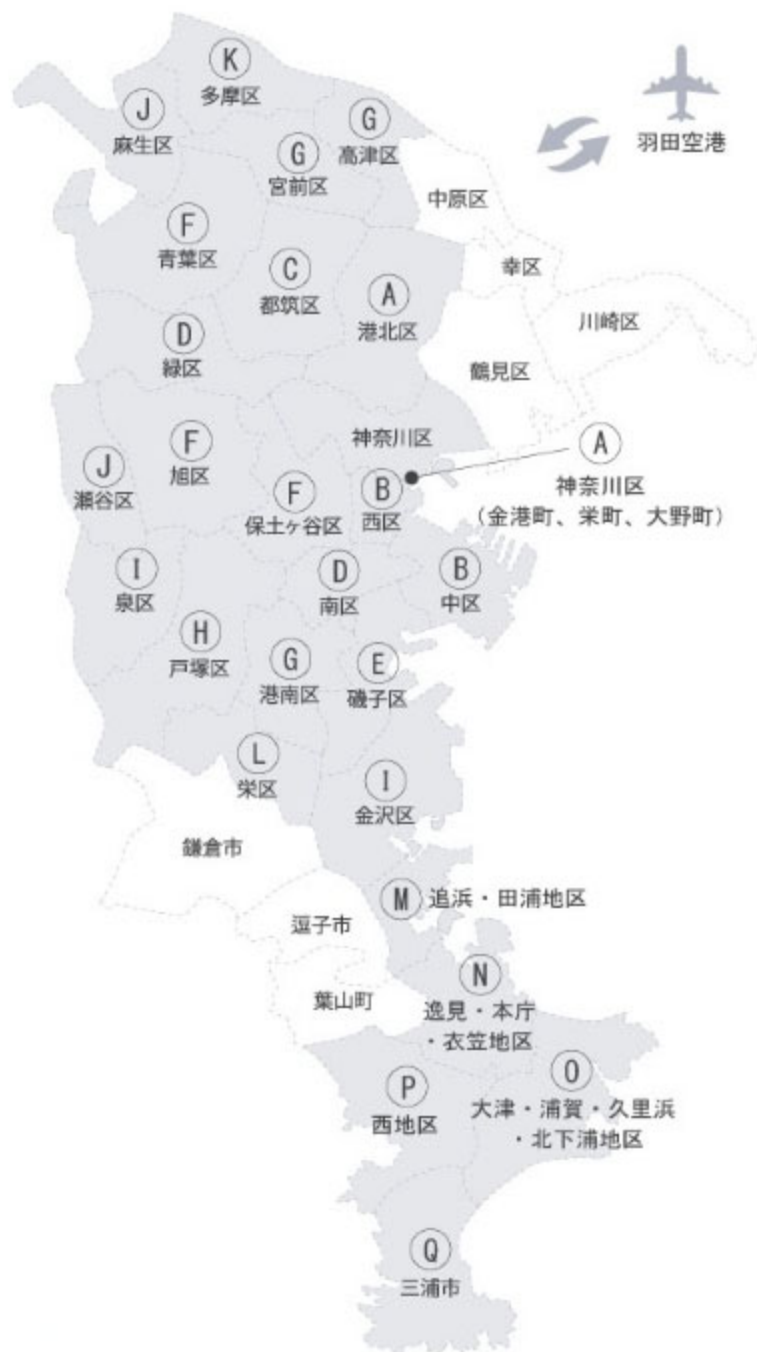 K
多摩区
J
麻生区
G
高津区
G
宮前区
羽田空港
中原区
F
青葉区
C
都筑区
A
港北区
幸区
川崎区
D
緑区
鶴見区
神奈川区
A
神奈川区
（金港町、栄町、大野町）
F
旭区
J
瀬谷区
F
保土ヶ谷区
B
西区
I
泉区
D
南区
B
中区
H
戸塚区
G
港南区
E
磯子区
L
栄区
I
金沢区
鎌倉市
M
追浜・田浦地区
逗子市
N
逸見・本庁
・衣笠地区
葉山町
O
大津・浦賀・久里浜
・北下浦地区
P
西地区
Q
三浦市